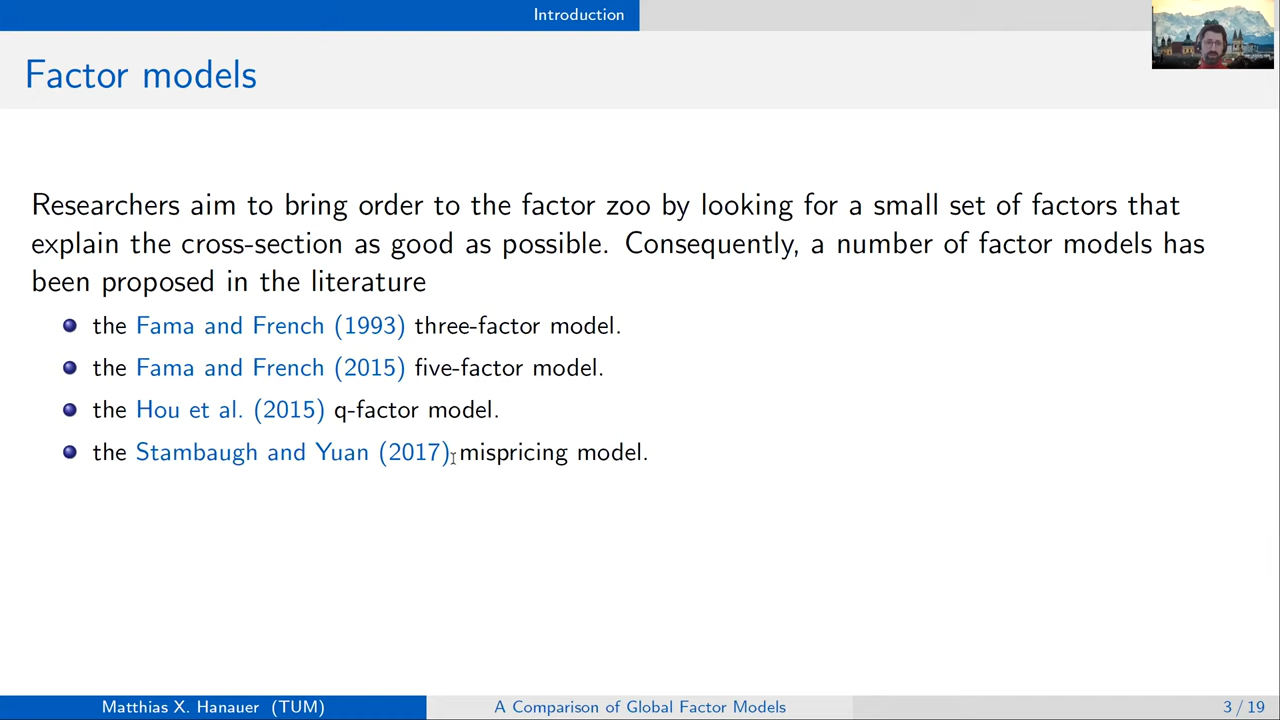 Introduction
Factor models
Researchers aim to bring order to the factor zoo by looking for a small set of factors that
explain the cross-section as good as possible. Consequently, a number of factor models has
been proposed in the literature
the Fama and French (1993) three-factor model.
the Fama and French (2015) five-factor model.
the Hou et al. (2015) q-factor model.
the Stambaugh and Yuan (2017) mispricing model.
Matthias X. Hanauer (TUM)
A Comparison of Global Factor Models
3 / 19